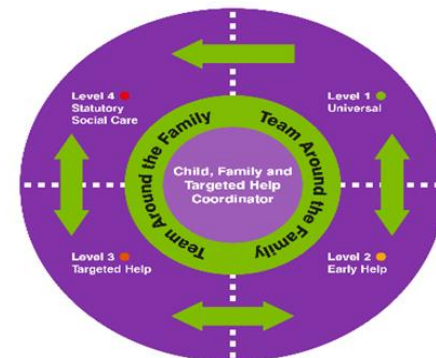 Level 4
Statutory
Social Care
Level 1
Universal
Team Around the Family
Team Around the Family
Child, Family and
Targeted Help
Coordinator
Level 3
Targeted Help
Level 2
Early Help